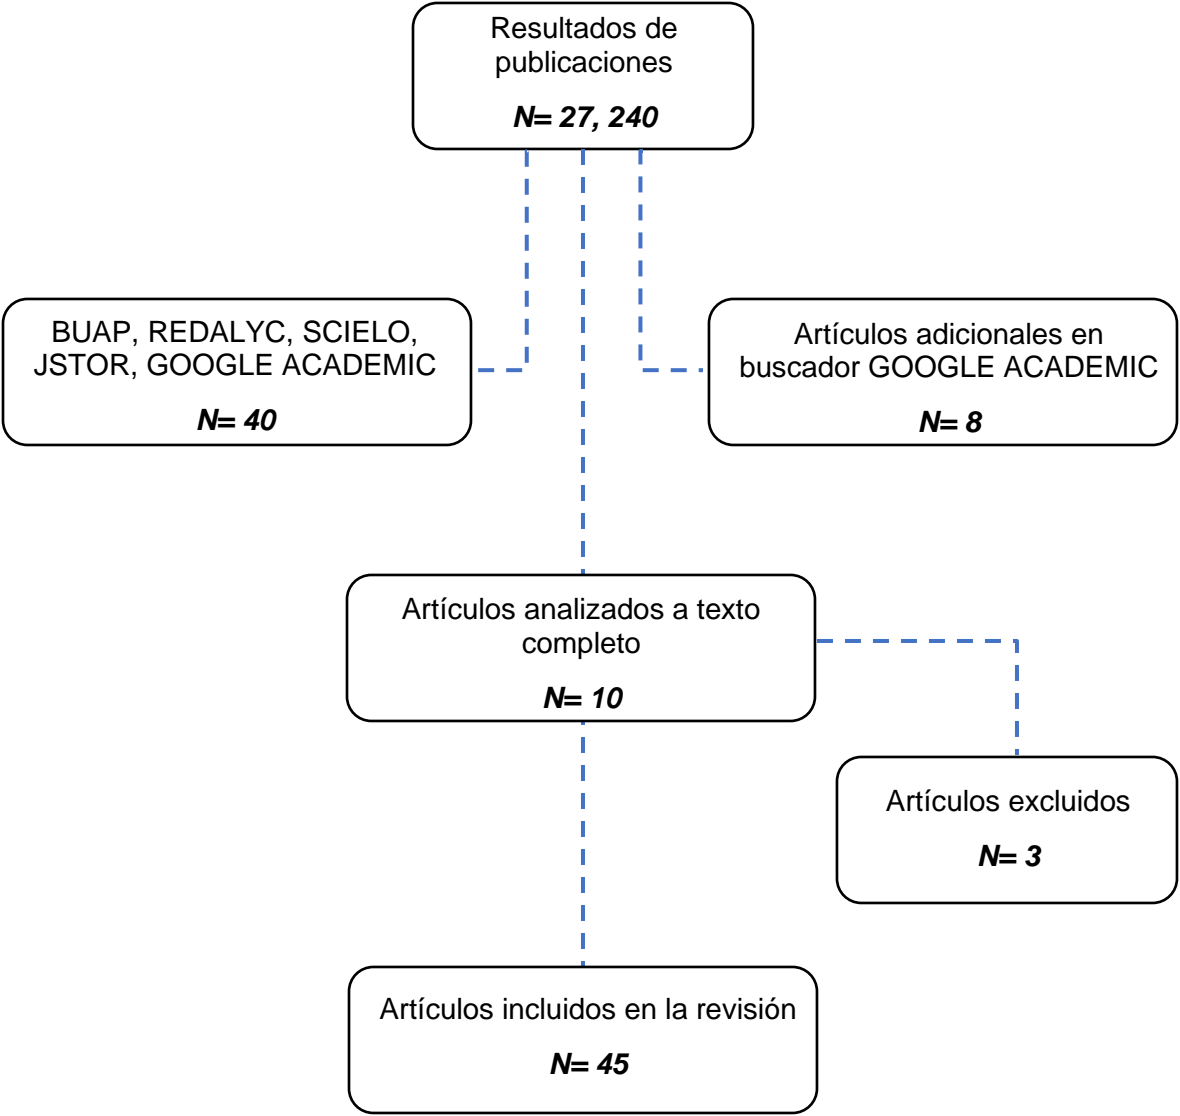 Resultados de
publicaciones
N= 27, 240
BUAP, REDALYC, SCIELO,
JSTOR, GOOGLE ACADEMIC
N= 40
Artículos adicionales en
buscador GOOGLE ACADEMIC
N= 8
Artículos analizados a texto
completo
N= 10
Artículos excluidos
N= 3
Artículos incluidos en la revisión
N= 45